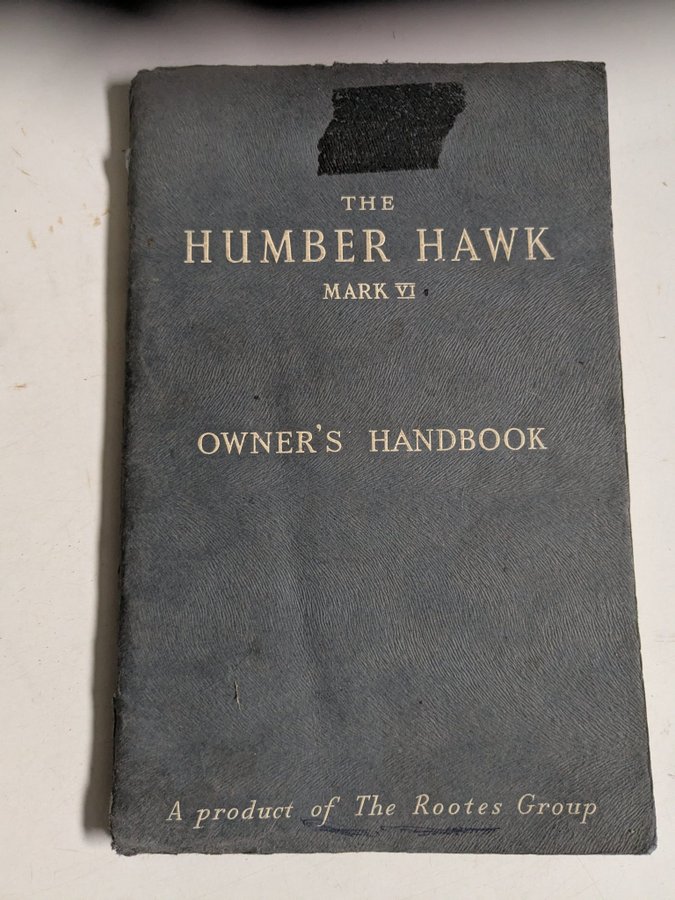 THE
HUMBER HAWK
MARK VI
OWNER'S HANDBOOK
A product of The Rootes Group